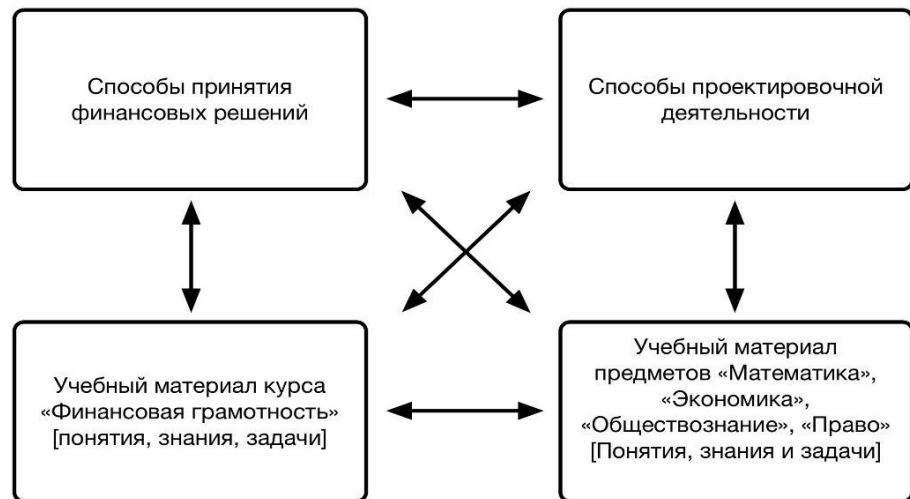 Способы принятия
финансовых решений
Способы проектировочной
деятельности
Учебный материал курса
«Финансовая грамотность»
[понятия, знания, задачи]
Учебный материал
предметов «Математика»,
«Экономика»,
«Обществознание», «Право»
[Понятия, знания и задачи]